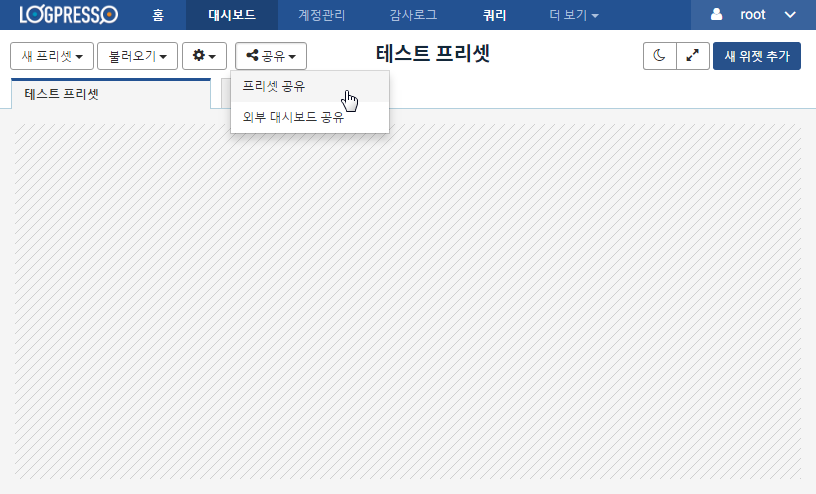 LOGPRESSO 홈 대시보드 계정관리 감사로그 쿼리 더 보기 root
새 프리셋 불러오기 공유 테스트 프리셋 새 위젯 추가
프리셋 공유
테스트 프리셋
외부 대시보드 공유